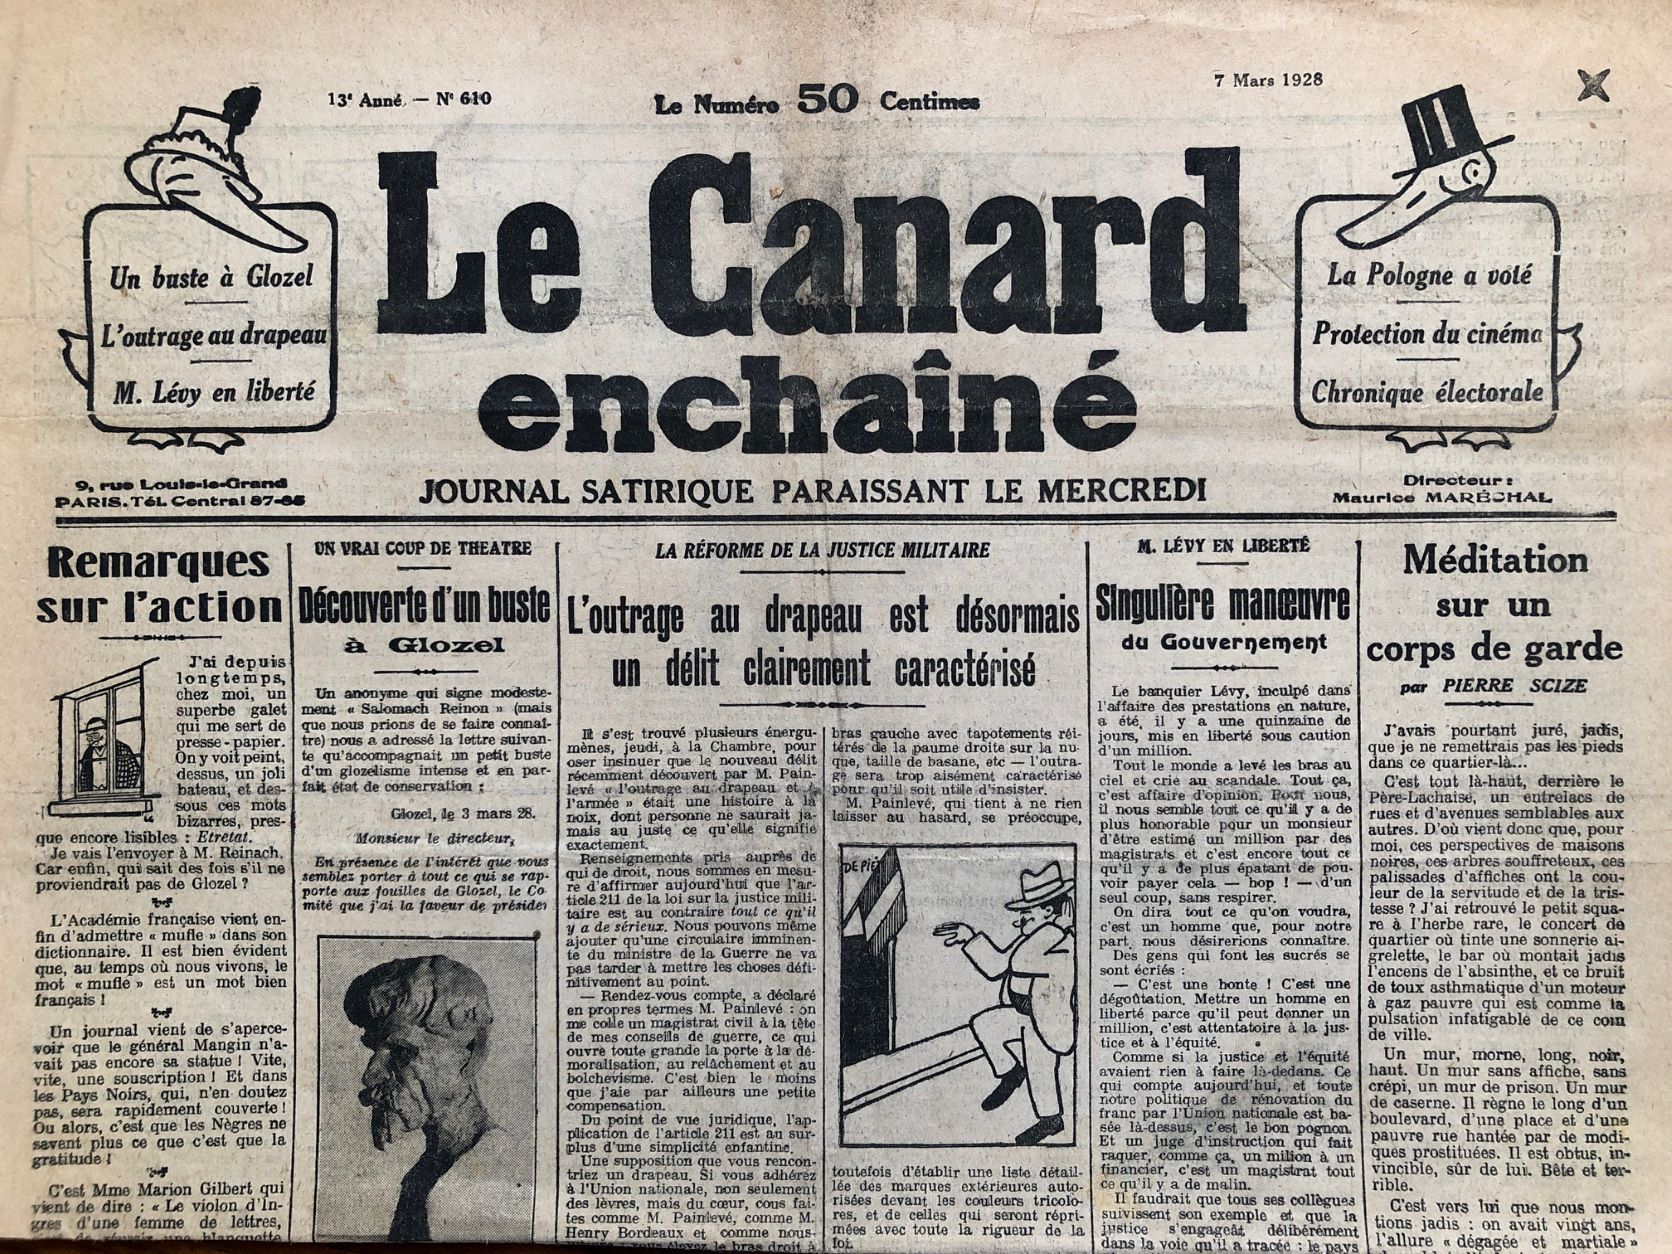 13e Année. — N° 610
Le Numéro 50 Centimes
7 Mars 1928
Un buste à Glozel
L'outrage au drapeau
M. Lévy en liberté
Le Canard
enchaîné
La Pologne a voté
Protection du cinéma
Chronique électorale
9, rue Louis-le-Grand
PARIS. Tél. Central 87-86
JOURNAL SATIRIQUE PARAISSANT LE MERCREDI
Directeur :
Maurice MARÉCHAL
Remarques
sur l'action
J'ai depuis
longtemps,
chez moi, un
superbe galet
qui me sert de
presse-papier.
On y voit peint,
dessus, un joli
bateau, et des-
sous ces mots
bizarres, pres-
que encore lisibles : Etretat.
Je vais l'envoyer à M. Reinach.
Car enfin, qui sait des fois s'il ne
proviendrait pas de Glozel ?
L'Académie française vient en-
fin d'admettre « mufle » dans son
dictionnaire. Il est bien évident
que, au temps où nous vivons, le
mot « mufle » est un mot bien
français !
Un journal vient de s'aperce-
voir que le général Mangin n'a-
vait pas encore sa statue ! Vite,
vite, une souscription ! Et dans
les Pays Noirs, qui, n'en doutez
pas, sera rapidement couverte !
Ou alors, c'est que les Nègres ne
savent plus ce que c'est que la
gratitude !
C'est Mme Marion Gilbert qui
vient de dire : « Le violon d'In-
gres d'une femme de lettres,
UN VRAI COUP DE THEATRE
Découverte d'un buste
à Glozel
Un anonyme qui signe modeste-
ment « Salomach Reinon » (mais
que nous prions de se faire connaî-
tre) nous a adressé la lettre suivan-
te qu'accompagnait un petit buste
d'un glozelisme intense et en par-
fait état de conservation :
Glozel, le 3 mars 28.
Monsieur le directeur,
En présence de l'intérêt que vous
semblez porter à tout ce qui se rap-
porte aux fouilles de Glozel, le Co-
mité que j'ai la faveur de présider
LA RÉFORME DE LA JUSTICE MILITAIRE
L'outrage au drapeau est désormais
un délit clairement caractérisé
Il s'est trouvé plusieurs énergu-
mènes, jeudi, à la Chambre, pour
oser insinuer que le nouveau délit
récemment découvert par M. Pain-
levé « l'outrage au drapeau et à
l'armée » était une histoire à la
noix, dont personne ne saurait ja-
mais au juste ce qu'elle signifie
exactement.
Renseignements pris auprès de
qui de droit, nous sommes en mesu-
re d'affirmer aujourd'hui que l'ar-
ticle 211 de la loi sur la justice mili-
taire est au contraire tout ce qu'il
y a de sérieux. Nous pouvons même
ajouter qu'une circulaire imminen-
te du ministre de la Guerre ne va
pas tarder à mettre les choses défi-
nitivement au point.
— Rendez-vous compte, a déclaré
en propres termes M. Painlevé : on
me colle un magistrat civil à la tête
de mes conseils de guerre, ce qui
ouvre toute grande la porte à la dé-
moralisation, au relâchement et au
bolchevisme. C'est bien le moins
que j'aie par ailleurs une petite
compensation.
Du point de vue juridique, l'ap-
plication de l'article 211 est au sur-
plus d'une simplicité enfantine.
Une supposition que vous rencon-
triez un drapeau. Si vous adhérez
à l'Union nationale, non seulement
des lèvres, mais du cœur, vous fai-
tes comme M. Painlevé, comme M.
Henry Bordeaux et comme nous-
mêmes : vous élevez le bras droit à
bras gauche avec tapotements réi-
térés de la paume droite sur la nu-
que, taille de basane, etc — l'outra-
ge sera trop aisément caractérisé
pour qu'il soit utile d'insister.
M. Painlevé, qui tient à ne rien
laisser au hasard, se préoccupe,
toutefois d'établir une liste détail-
lée des marques extérieures auto-
risées devant les couleurs tricolo-
res, et de celles qui seront répri-
mées avec toute la rigueur de la
loi.
M. LÉVY EN LIBERTÉ
Singulière manœuvre
du Gouvernement
Le banquier Lévy, inculpé dans
l'affaire des prestations en nature,
a été, il y a une quinzaine de
jours, mis en liberté sous caution
d'un million.
Tout le monde a levé les bras au
ciel et crié au scandale. Tout ça,
c'est affaire d'opinion. Pour nous,
il nous semble tout ce qu'il y a de
plus honorable pour un monsieur
d'être estimé un million par des
magistrats et c'est encore tout ce
qu'il y a de plus épatant de pou-
voir payer cela — hop ! — d'un
seul coup, sans respirer.
On dira tout ce qu'on voudra,
c'est un homme que, pour notre
part, nous désirerions connaître.
Des gens qui font les sucrés se
sont écriés :
— C'est une honte ! C'est une
dégoûtation. Mettre un homme en
liberté parce qu'il peut donner un
million, c'est attentatoire à la jus-
tice et à l'équité.
Comme si la justice et l'équité
avaient rien à faire là-dedans. Ce
qui compte aujourd'hui, et toute
notre politique de rénovation du
franc par l'Union nationale est ba-
sée là-dessus, c'est le bon pognon.
Et un juge d'instruction qui fait
raquer, comme ça, un million à un
financier, c'est un magistrat tout
ce qu'il y a de malin.
Il faudrait que tous ses collègues
suivissent son exemple et que la
justice s'engageât délibérément
dans la voie qu'il a tracée : le pays
Méditation
sur un
corps de garde
par PIERRE SCIZE
J'avais pourtant juré, jadis,
que je ne remettrais pas les pieds
dans ce quartier-là...
C'est tout là-haut, derrière le
Père-Lachaise, un entrelacs de
rues et d'avenues semblables aux
autres. D'où vient donc que, pour
moi, ces perspectives de maisons
noires, ces arbres souffreteux, ces
palissades d'affiches ont la cou-
leur de la servitude et de la tris-
tesse ? J'ai retrouvé le petit squa-
re à l'herbe rare, le concert de
quartier où tinte une sonnerie ai-
grelette, le bar où montait jadis
l'encens de l'absinthe, et ce bruit
de toux asthmatique d'un moteur
à gaz pauvre qui est comme la
pulsation infatigable de ce coin
de ville.
Un mur, morne, long, noir,
haut. Un mur sans affiche, sans
crépi, un mur de prison. Un mur
de caserne. Il règne le long d'un
boulevard, d'une place et d'une
pauvre rue hantée par de modi-
ques prostituées. Il est obtus, in-
vincible, sûr de lui. Bête et ter-
rible.
C'est vers lui que nous mon-
tions jadis : on avait vingt ans,
l'allure « dégagée et martiale »